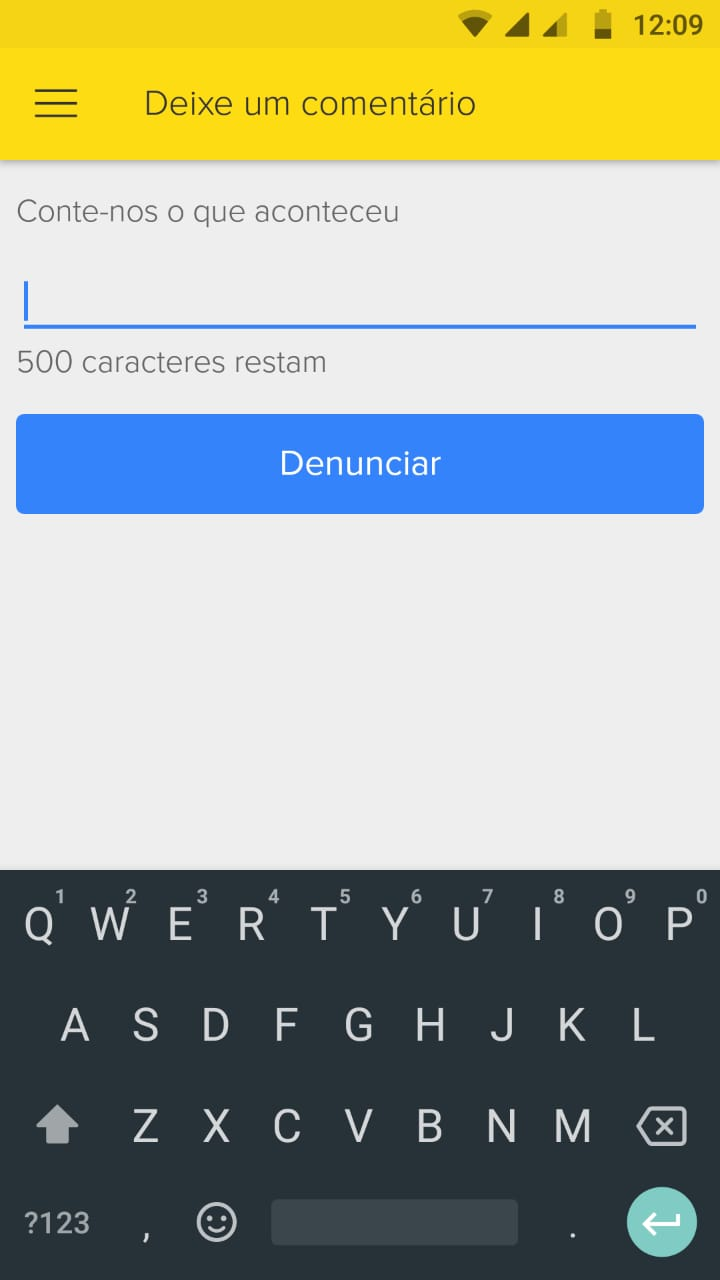 12:09
Deixe um comentário
Conte-nos o que aconteceu
500 caracteres restam
Denunciar
1 2 3 4 5 6 7 8 9 0
Q W E R T Y U I O P
A S D F G H J K L
Z X C V B N M
?123 , .